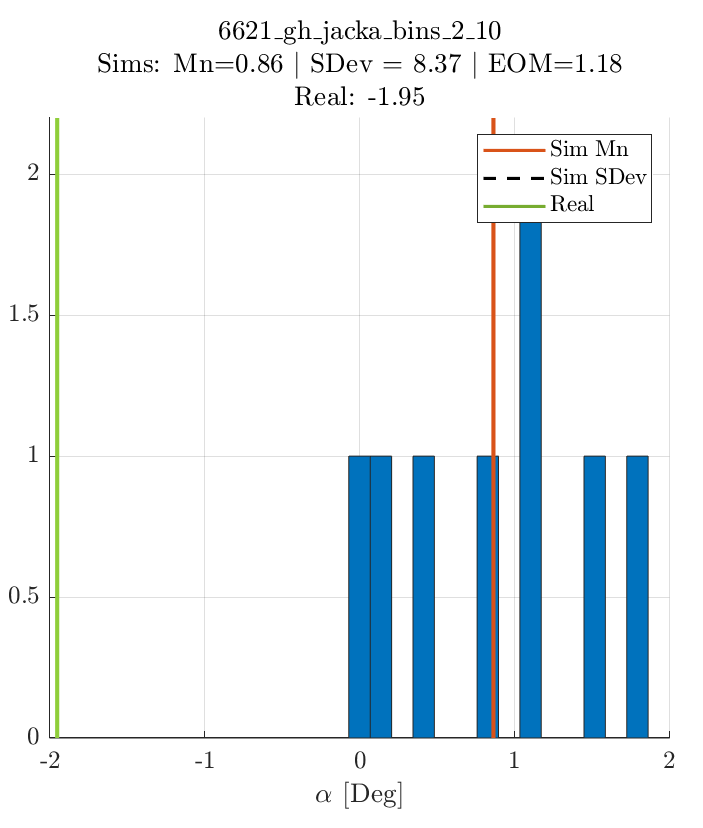 6621_gh_jacka_bins_2_10
Sims: Mn=0.86 | SDev = 8.37 | EOM=1.18
Real: -1.95
Sim Mn
Sim SDev
Real
2
1.5
1
0.5
0
-2 -1 0 1 2
α [Deg]